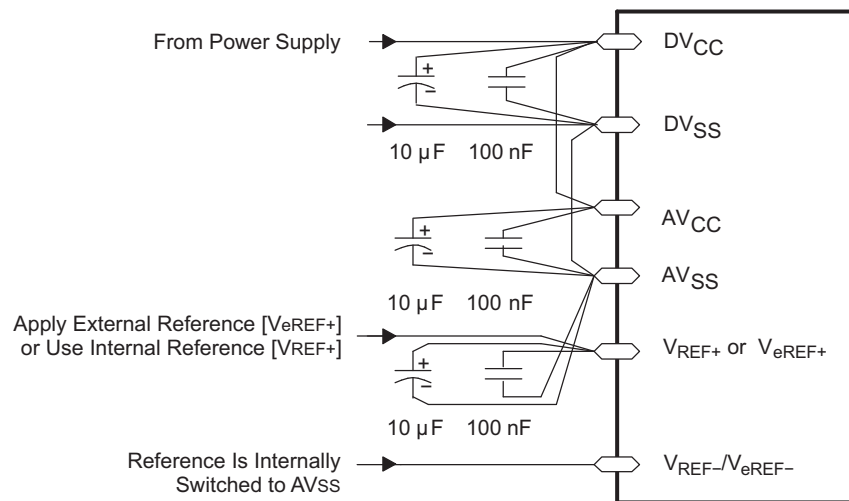 From Power Supply
DVCC
+
−
DVSS
10 µF 100 nF
AVCC
+
−
AVSS
10 µF 100 nF
Apply External Reference [VeREF+]
or Use Internal Reference [VREF+]
VREF+ or VeREF+
+
−
10 µF 100 nF
Reference Is Internally
Switched to AVSS
VREF−/VeREF−